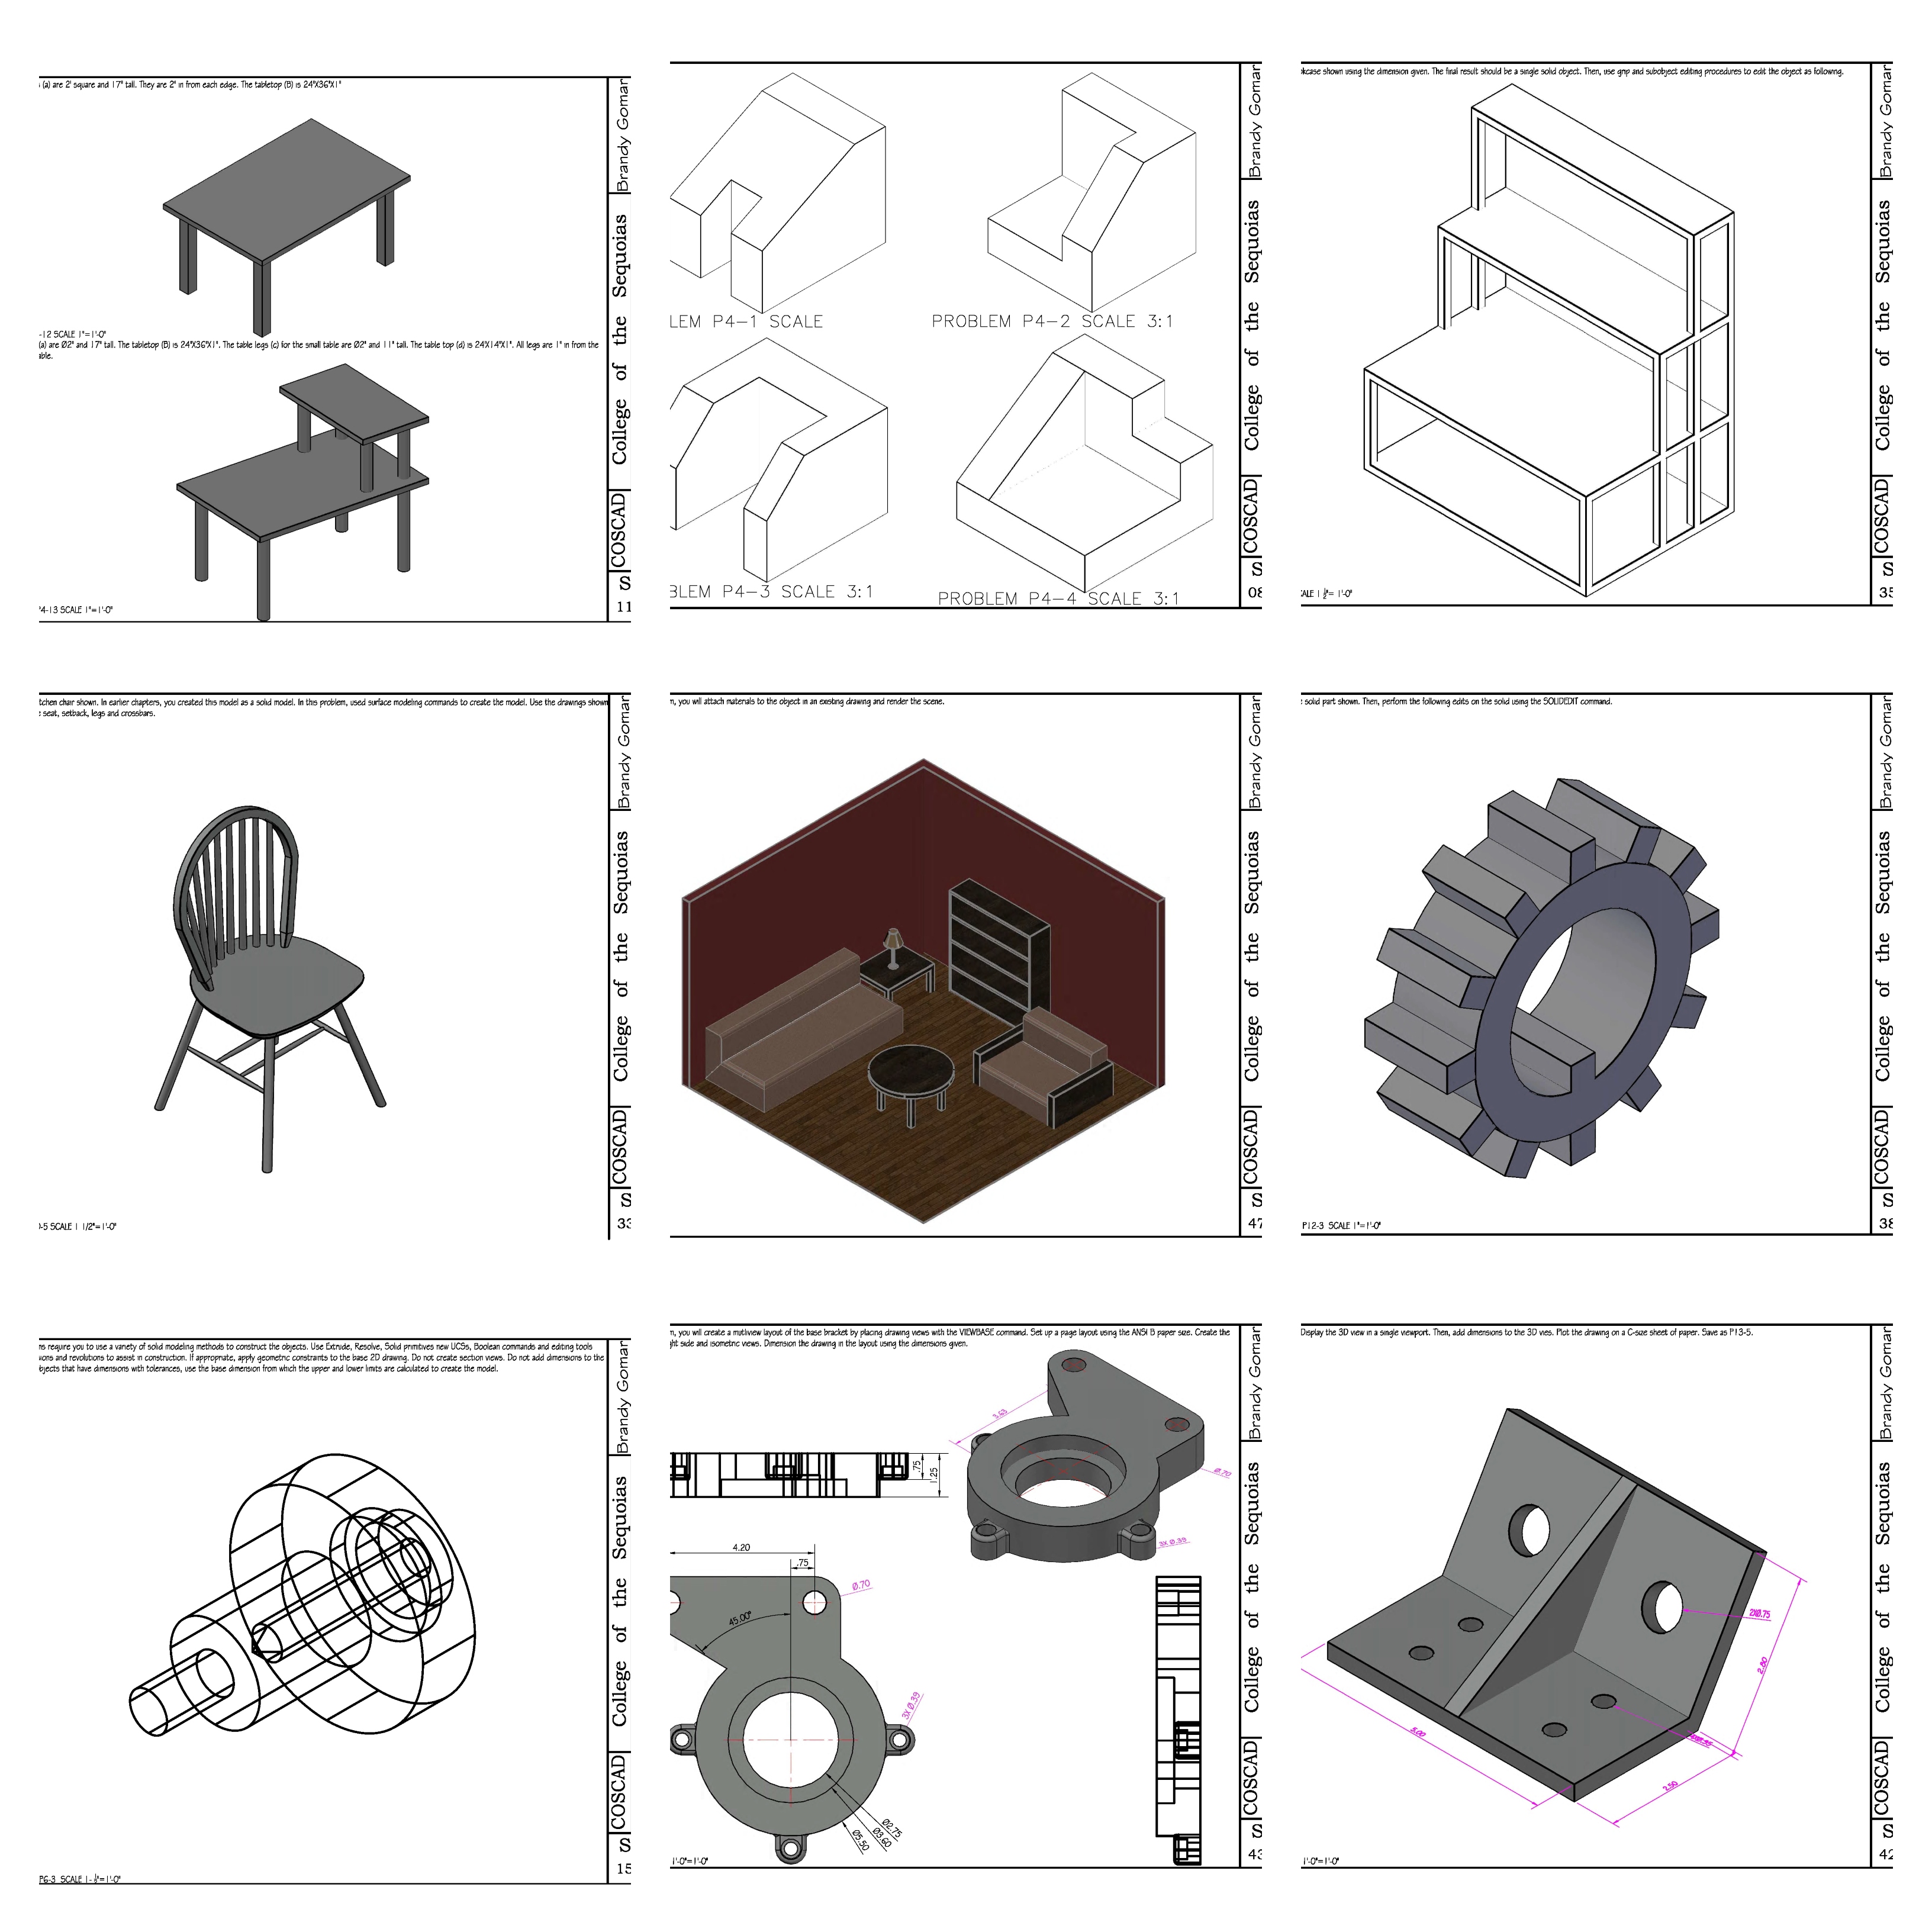 (a) are 2" square and 17" tall. They are 2" in from each edge. The tabletop (B) is 24"X36"X1"
-12 SCALE 1"=1'-0"
(a) are Ø2" and 17" tall. The tabletop (B) is 24"X36"X1". The table legs (c) for the small table are Ø2" and 11" tall. The table top (d) is 24X14"X1". All legs are 1" in from the
able.
4-13 SCALE 1"=1'-0"
Brandy Gomar
College of the Sequoias
COSCAD
S
11
LEM P4-1 SCALE
PROBLEM P4-2 SCALE 3:1
BLEM P4-3 SCALE 3:1
PROBLEM P4-4 SCALE 3:1
Brandy Gomar
College of the Sequoias
COSCAD
S
08
kcase shown using the dimension given. The final result should be a single solid object. Then, use grip and subobject editing procedures to edit the object as following.
ALE 1 ½"= 1'-0"
Brandy Gomar
College of the Sequoias
COSCAD
S
35
tchen chair shown. In earlier chapters, you created this model as a solid model. In this problem, used surface modeling commands to create the model. Use the drawings shown
seat, setback, legs and crossbars.
-5 SCALE 1 1/2"=1'-0"
Brandy Gomar
College of the Sequoias
COSCAD
S
33
m, you will attach materials to the object in an existing drawing and render the scene.
Brandy Gomar
College of the Sequoias
COSCAD
S
47
solid part shown. Then, perform the following edits on the solid using the SOLIDEDIT command.
P12-3 SCALE 1"=1'-0"
Brandy Gomar
College of the Sequoias
COSCAD
S
38
ms require you to use a variety of solid modeling methods to construct the objects. Use Extrude, Resolve, Solid primitives new UCSs, Boolean commands and editing tools
ions and revolutions to assist in construction. If appropriate, apply geometric constraints to the base 2D drawing. Do not create section views. Do not add dimensions to the
bjects that have dimensions with tolerances, use the base dimension from which the upper and lower limits are calculated to create the model.
P6-3 SCALE 1-½"=1'-0"
Brandy Gomar
College of the Sequoias
COSCAD
S
15
m, you will create a mutliview layout of the base bracket by placing drawing views with the VIEWBASE command. Set up a page layout using the ANSI B paper size. Create the
ght side and isometric views. Dimension the drawing in the layout using the dimensions given.
3.63
.75
1.25
Ø.70
3X Ø.39
4.20
.75
Ø.70
45.00°
3X Ø.39
Ø2.75
Ø3.60
Ø5.50
1'-0"=1'-0"
Brandy Gomar
College of the Sequoias
COSCAD
S
43
Display the 3D view in a single viewport. Then, add dimensions to the 3D vies. Plot the drawing on a C-size sheet of paper. Save as P13-5.
2XØ.75
2.80
5.00
2.50
1'-0"=1'-0"
Brandy Gomar
College of the Sequoias
COSCAD
S
42